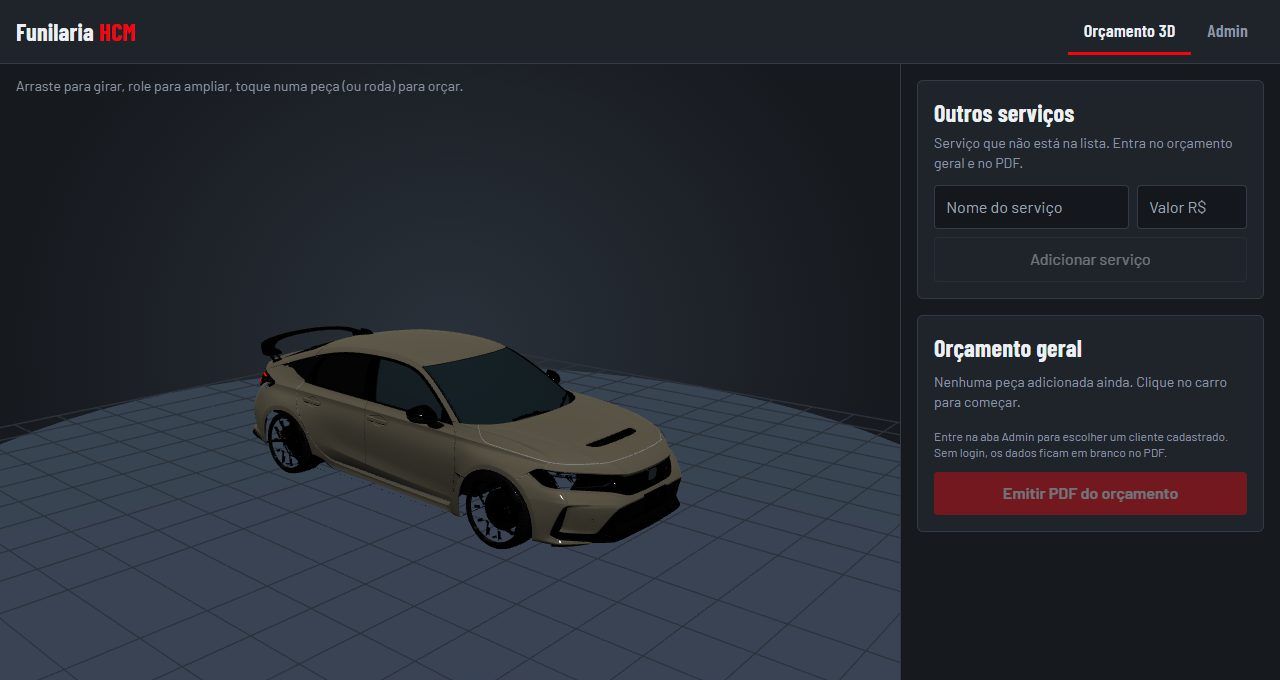 Funilaria HCM
Orçamento 3D
Admin
Arraste para girar, role para ampliar, toque numa peça (ou roda) para orçar.
Outros serviços
Serviço que não está na lista. Entra no orçamento
geral e no PDF.
Nome do serviço
Valor R$
Adicionar serviço
Orçamento geral
Nenhuma peça adicionada ainda. Clique no carro
para começar.
Entre na aba Admin para escolher um cliente cadastrado.
Sem login, os dados ficam em branco no PDF.
Emitir PDF do orçamento